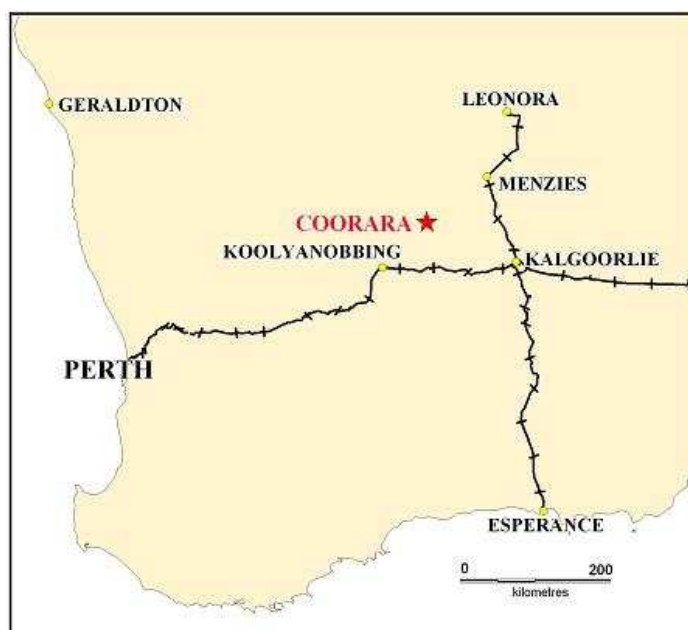 LEONORA
GERALDTON
MENZIES
COORARA
KOOLYANOBBING
KALGOORLIE
PERTH
ESPERANCE
0 200
kilometres